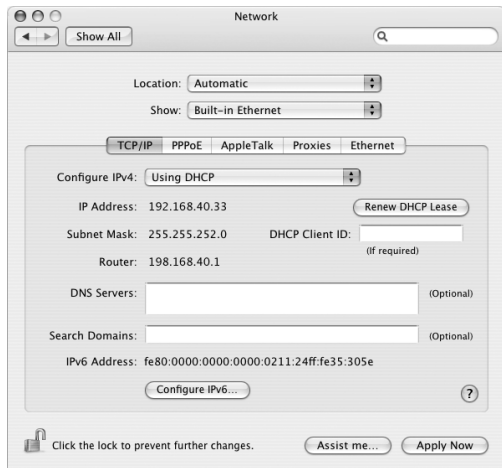 Network
Show All
Location: Automatic
Show: Built-in Ethernet
TCP/IP PPPoE AppleTalk Proxies Ethernet
Configure IPv4: Using DHCP
IP Address: 192.168.40.33 Renew DHCP Lease
Subnet Mask: 255.255.252.0 DHCP Client ID:
(If required)
Router: 198.168.40.1
DNS Servers: (Optional)
Search Domains: (Optional)
IPv6 Address: fe80:0000:0000:0000:0211:24ff:fe35:305e
Configure IPv6...
?
Click the lock to prevent further changes. Assist me... Apply Now